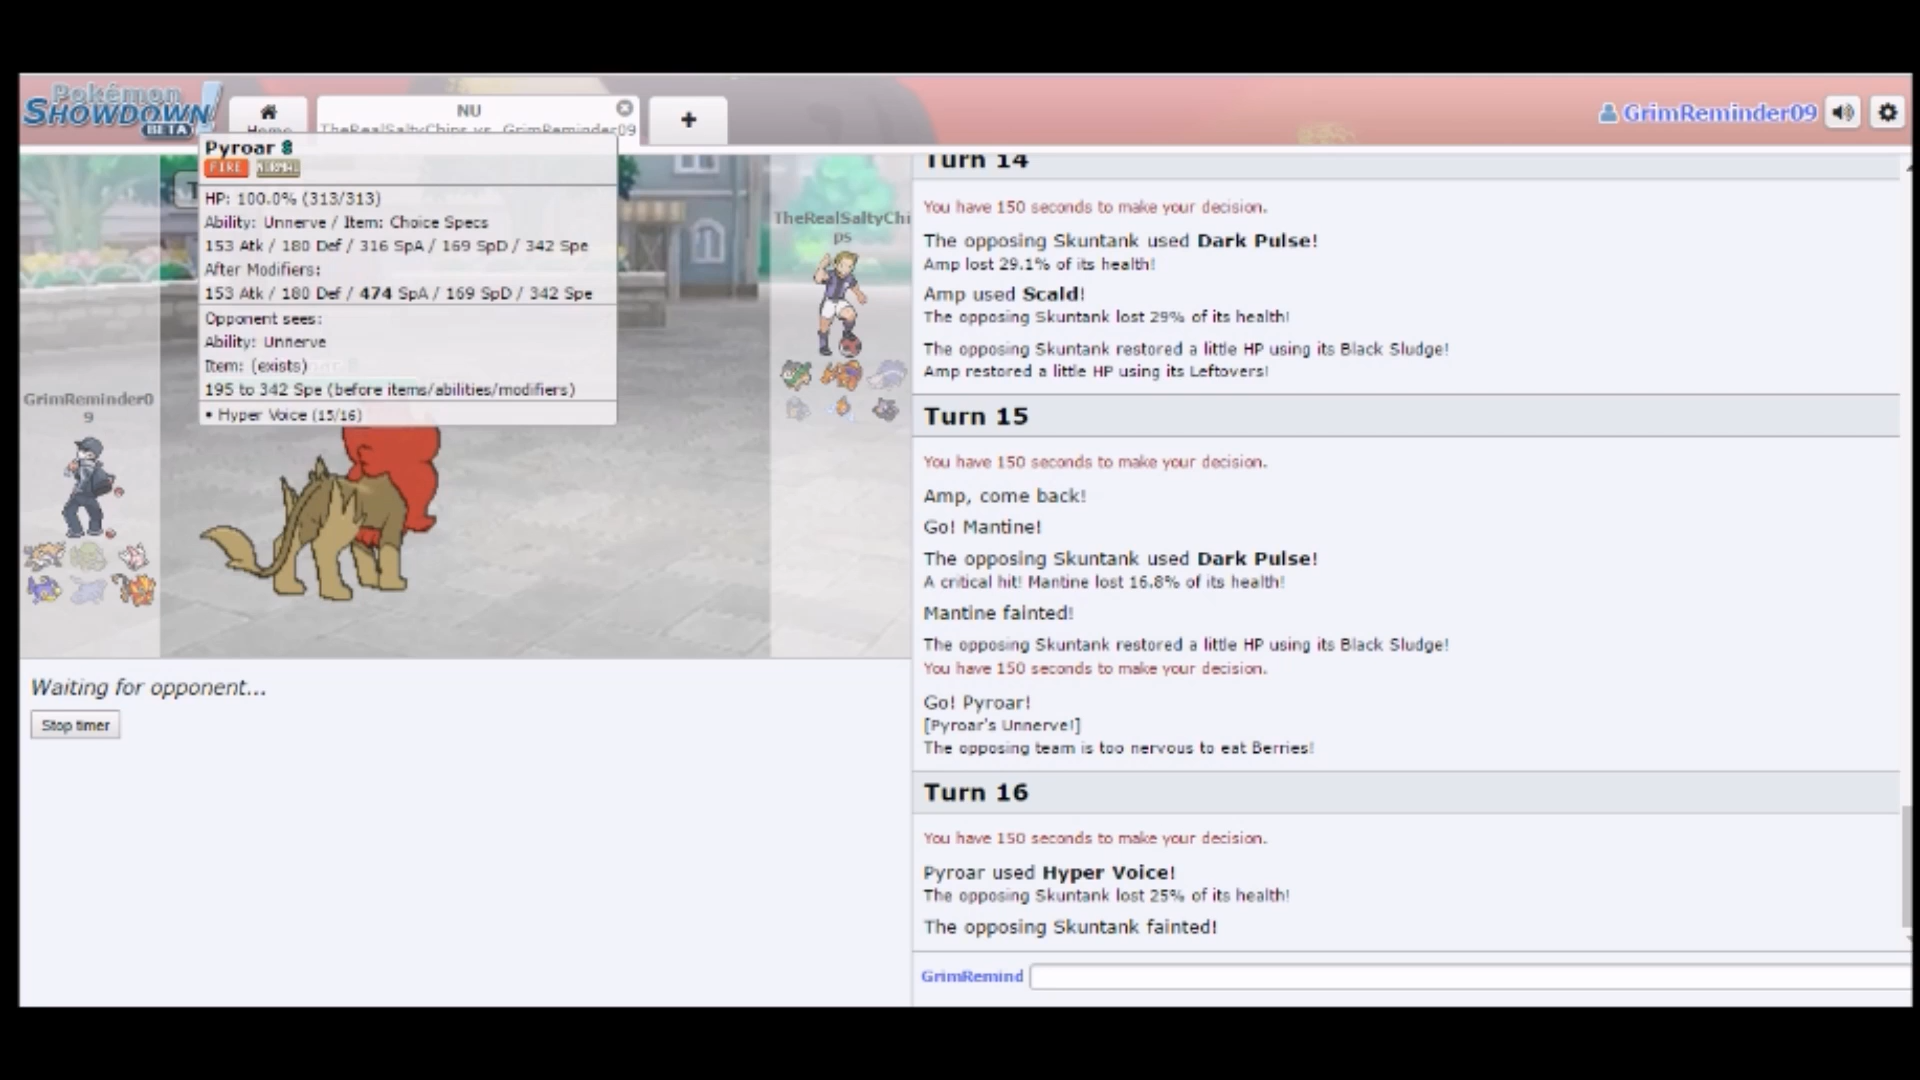 Pokémon
SHOWDOWN!
BETA
Home
NU
TheRealSaltyChips vs. GrimReminder09
+
GrimReminder09
Pyroar
FIRE NORMAL
HP: 100.0% (313/313)
Ability: Unnerve / Item: Choice Specs
153 Atk / 180 Def / 316 SpA / 169 SpD / 342 Spe
After Modifiers:
153 Atk / 180 Def / 474 SpA / 169 SpD / 342 Spe
Opponent sees:
Ability: Unnerve
Item: (exists)
195 to 342 Spe (before items/abilities/modifiers)
• Hyper Voice (15/16)
GrimReminder0
9
TheRealSaltyChi
ps
Waiting for opponent...
Stop timer
Turn 14
You have 150 seconds to make your decision.
The opposing Skuntank used Dark Pulse!
Amp lost 29.1% of its health!
Amp used Scald!
The opposing Skuntank lost 29% of its health!
The opposing Skuntank restored a little HP using its Black Sludge!
Amp restored a little HP using its Leftovers!
Turn 15
You have 150 seconds to make your decision.
Amp, come back!
Go! Mantine!
The opposing Skuntank used Dark Pulse!
A critical hit! Mantine lost 16.8% of its health!
Mantine fainted!
The opposing Skuntank restored a little HP using its Black Sludge!
You have 150 seconds to make your decision.
Go! Pyroar!
[Pyroar's Unnerve!]
The opposing team is too nervous to eat Berries!
Turn 16
You have 150 seconds to make your decision.
Pyroar used Hyper Voice!
The opposing Skuntank lost 25% of its health!
The opposing Skuntank fainted!
GrimRemind